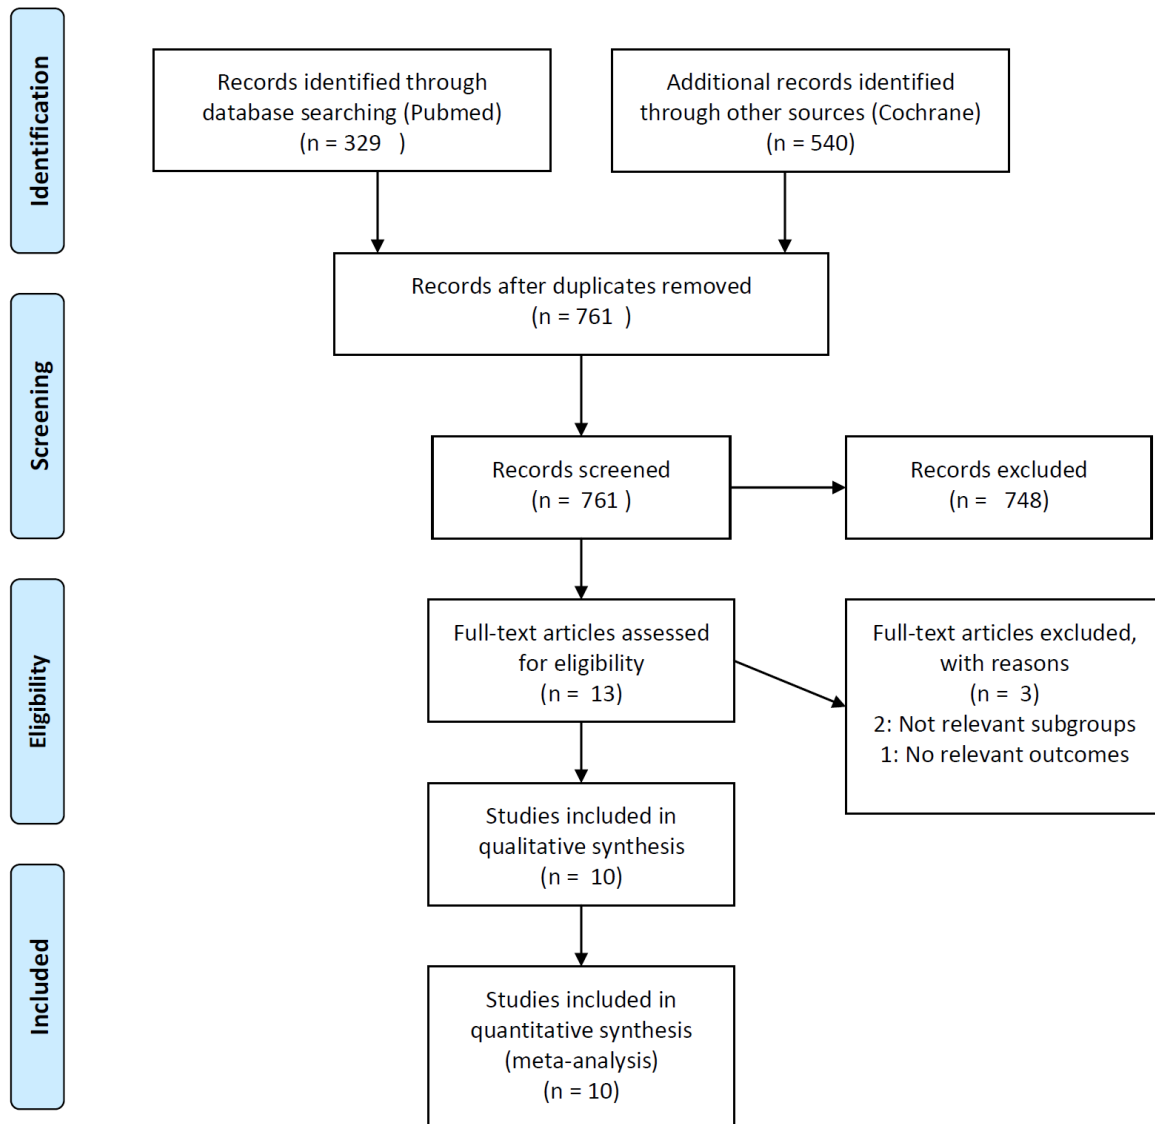 Identification
Records identified through
database searching (Pubmed)
(n = 329   )
Additional records identified
through other sources (Cochrane)
(n = 540)
Records after duplicates removed
(n = 761  )
Screening
Records screened
(n =  761 )
Records excluded
(n =   748)
Eligibility
Full-text articles assessed
for eligibility
(n =  13)
Full-text articles excluded,
with reasons
(n =  3)
2: Not relevant subgroups
1: No relevant outcomes
Studies included in
qualitative synthesis
(n =  10)
Included
Studies included in
quantitative synthesis
(meta-analysis)
(n = 10)